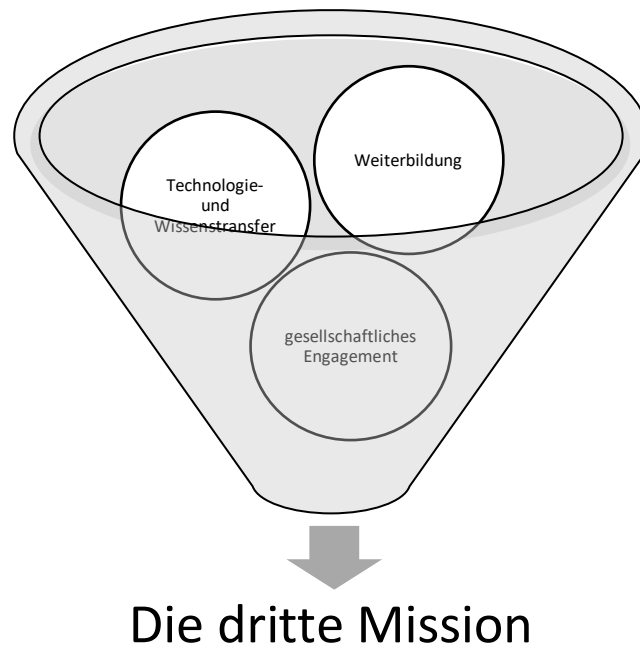 Weiterbildung
Technologie-
und
Wissenstransfer
gesellschaftliches
Engagement
Die dritte Mission